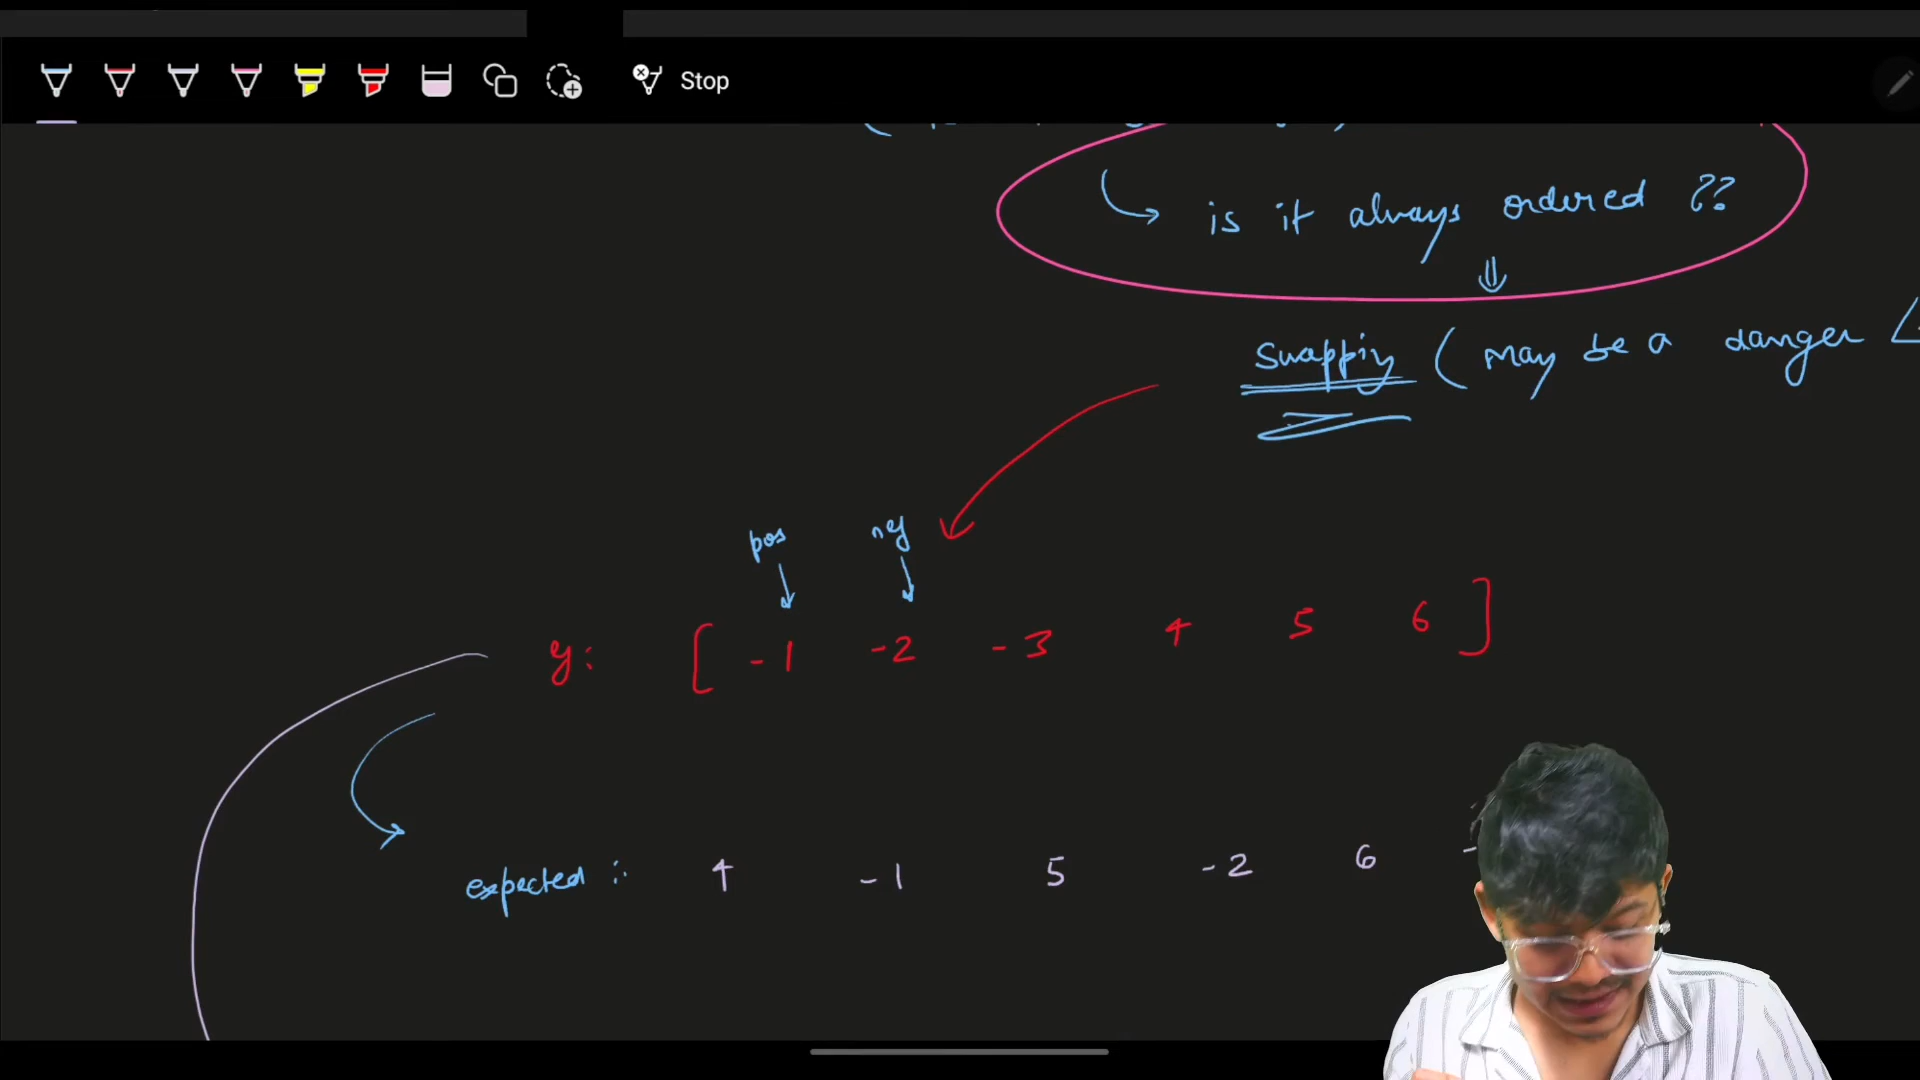 Stop
is it always ordered ??
Swapping ( may be a danger
pos neg
eg: [ -1 -2 -3 4 5 6 ]
expected : 4 -1 5 -2 6 -